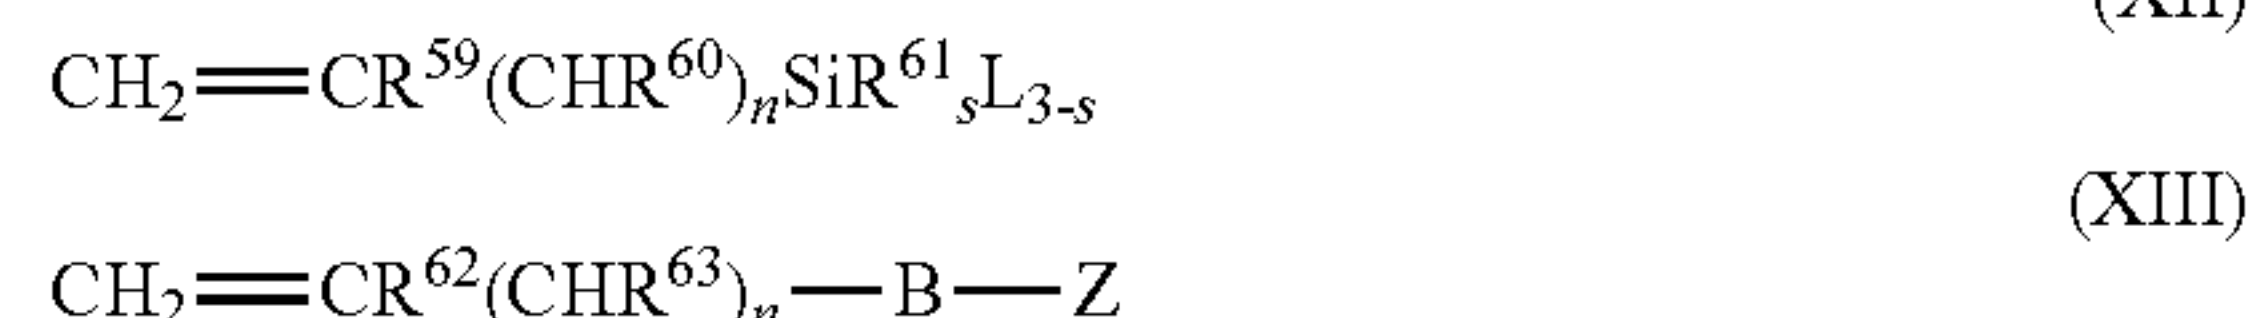 (XII)
CH₂=CR⁵⁹(CHR⁶⁰)ₙSiR⁶¹ₛL₃₋ₛ
(XIII)
CH₂=CR⁶²(CHR⁶³)ₙ—B—Z